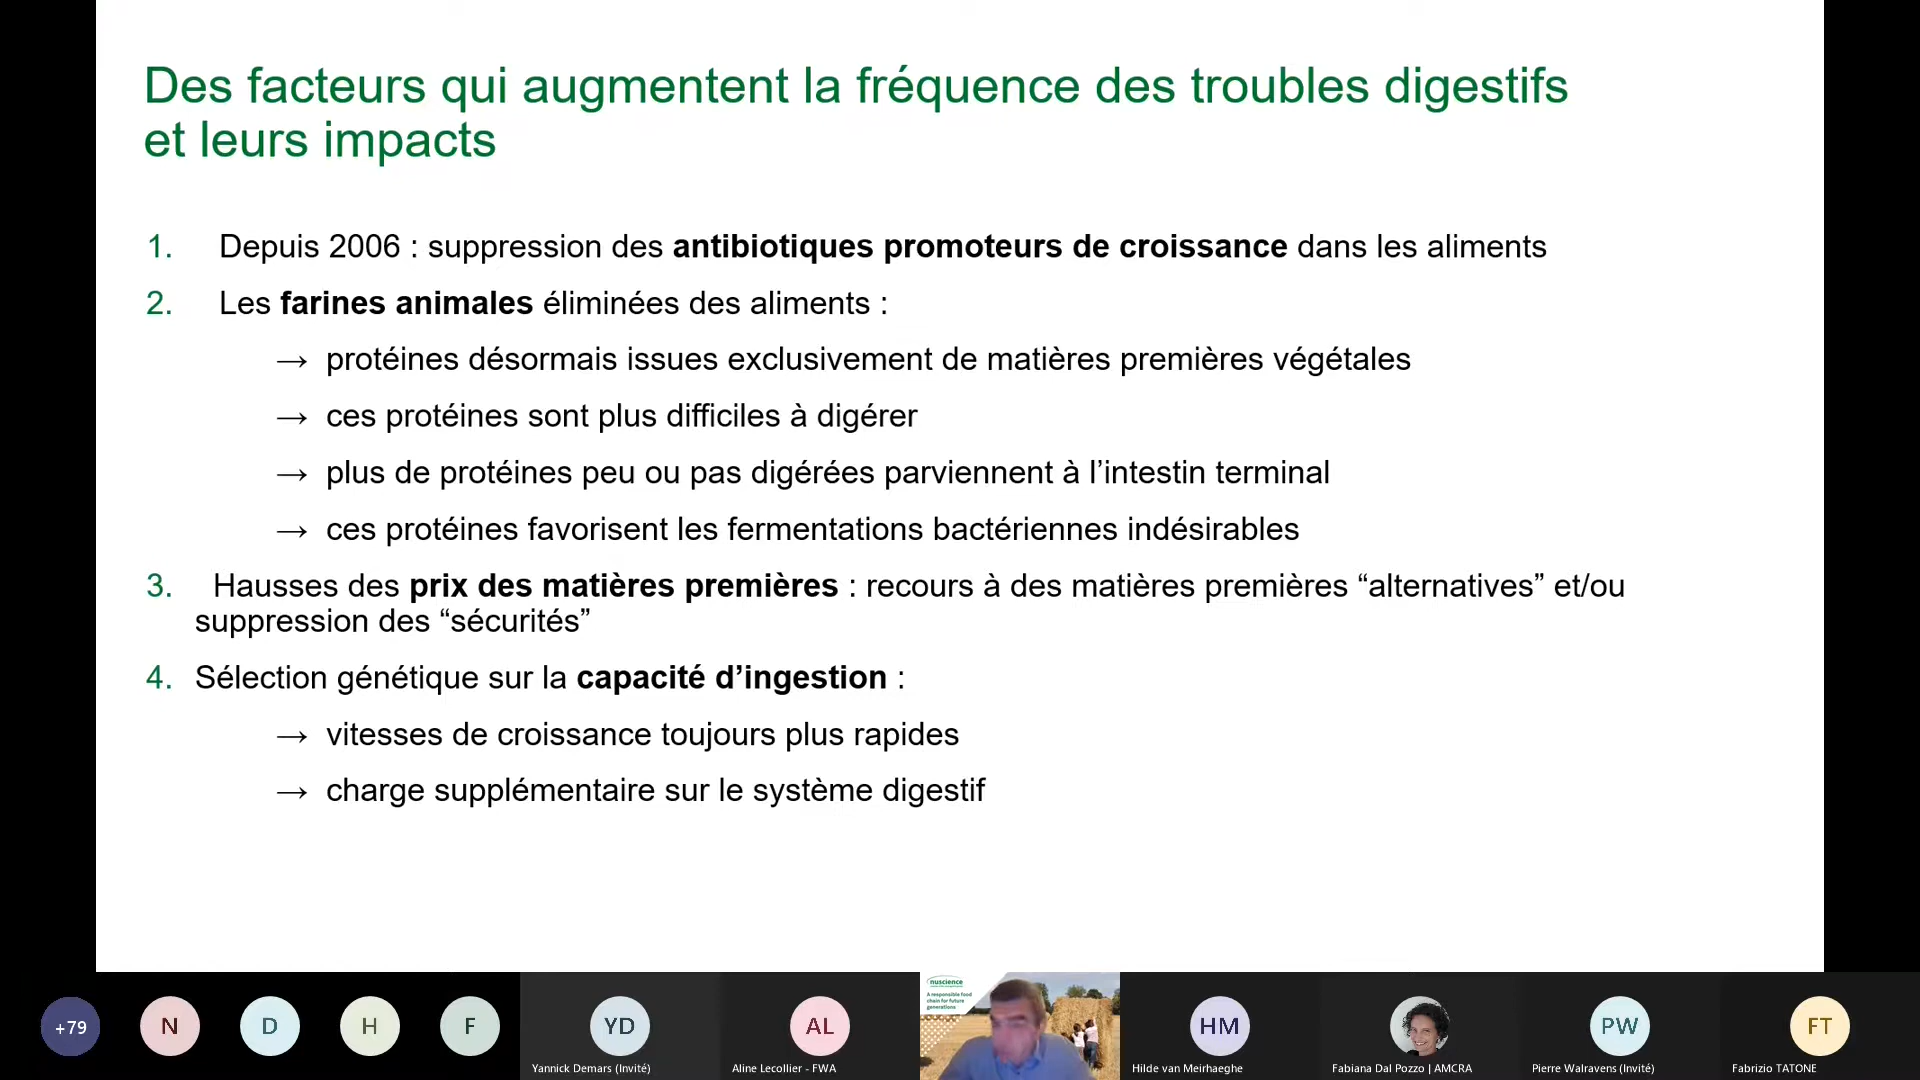 Des facteurs qui augmentent la fréquence des troubles digestifs
et leurs impacts
1. Depuis 2006 : suppression des antibiotiques promoteurs de croissance dans les aliments
2. Les farines animales éliminées des aliments :
→ protéines désormais issues exclusivement de matières premières végétales
→ ces protéines sont plus difficiles à digérer
→ plus de protéines peu ou pas digérées parviennent à l’intestin terminal
→ ces protéines favorisent les fermentations bactériennes indésirables
3. Hausses des prix des matières premières : recours à des matières premières “alternatives” et/ou
suppression des “sécurités”
4. Sélection génétique sur la capacité d’ingestion :
→ vitesses de croissance toujours plus rapides
→ charge supplémentaire sur le système digestif
+79
N
D
H
F
YD
Yannick Demars (Invité)
AL
Aline Lecollier - FWA
nuscience
A responsible food
chain for future
generations
HM
Hilde van Meirhaeghe
Fabiana Dal Pozzo | AMCRA
PW
Pierre Walravens (Invité)
FT
Fabrizio TATONE